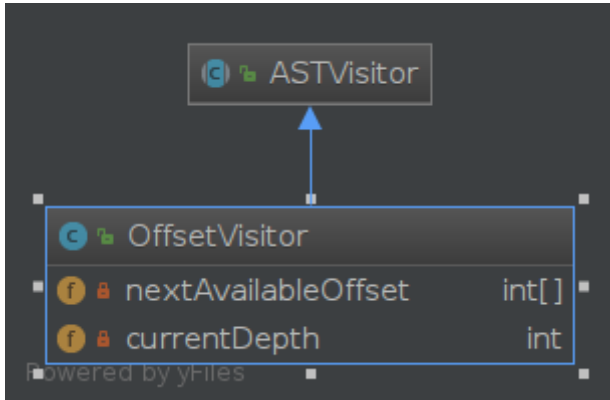 ASTVisitor
OffsetVisitor
nextAvailableOffset int[]
currentDepth int
Powered by yFiles